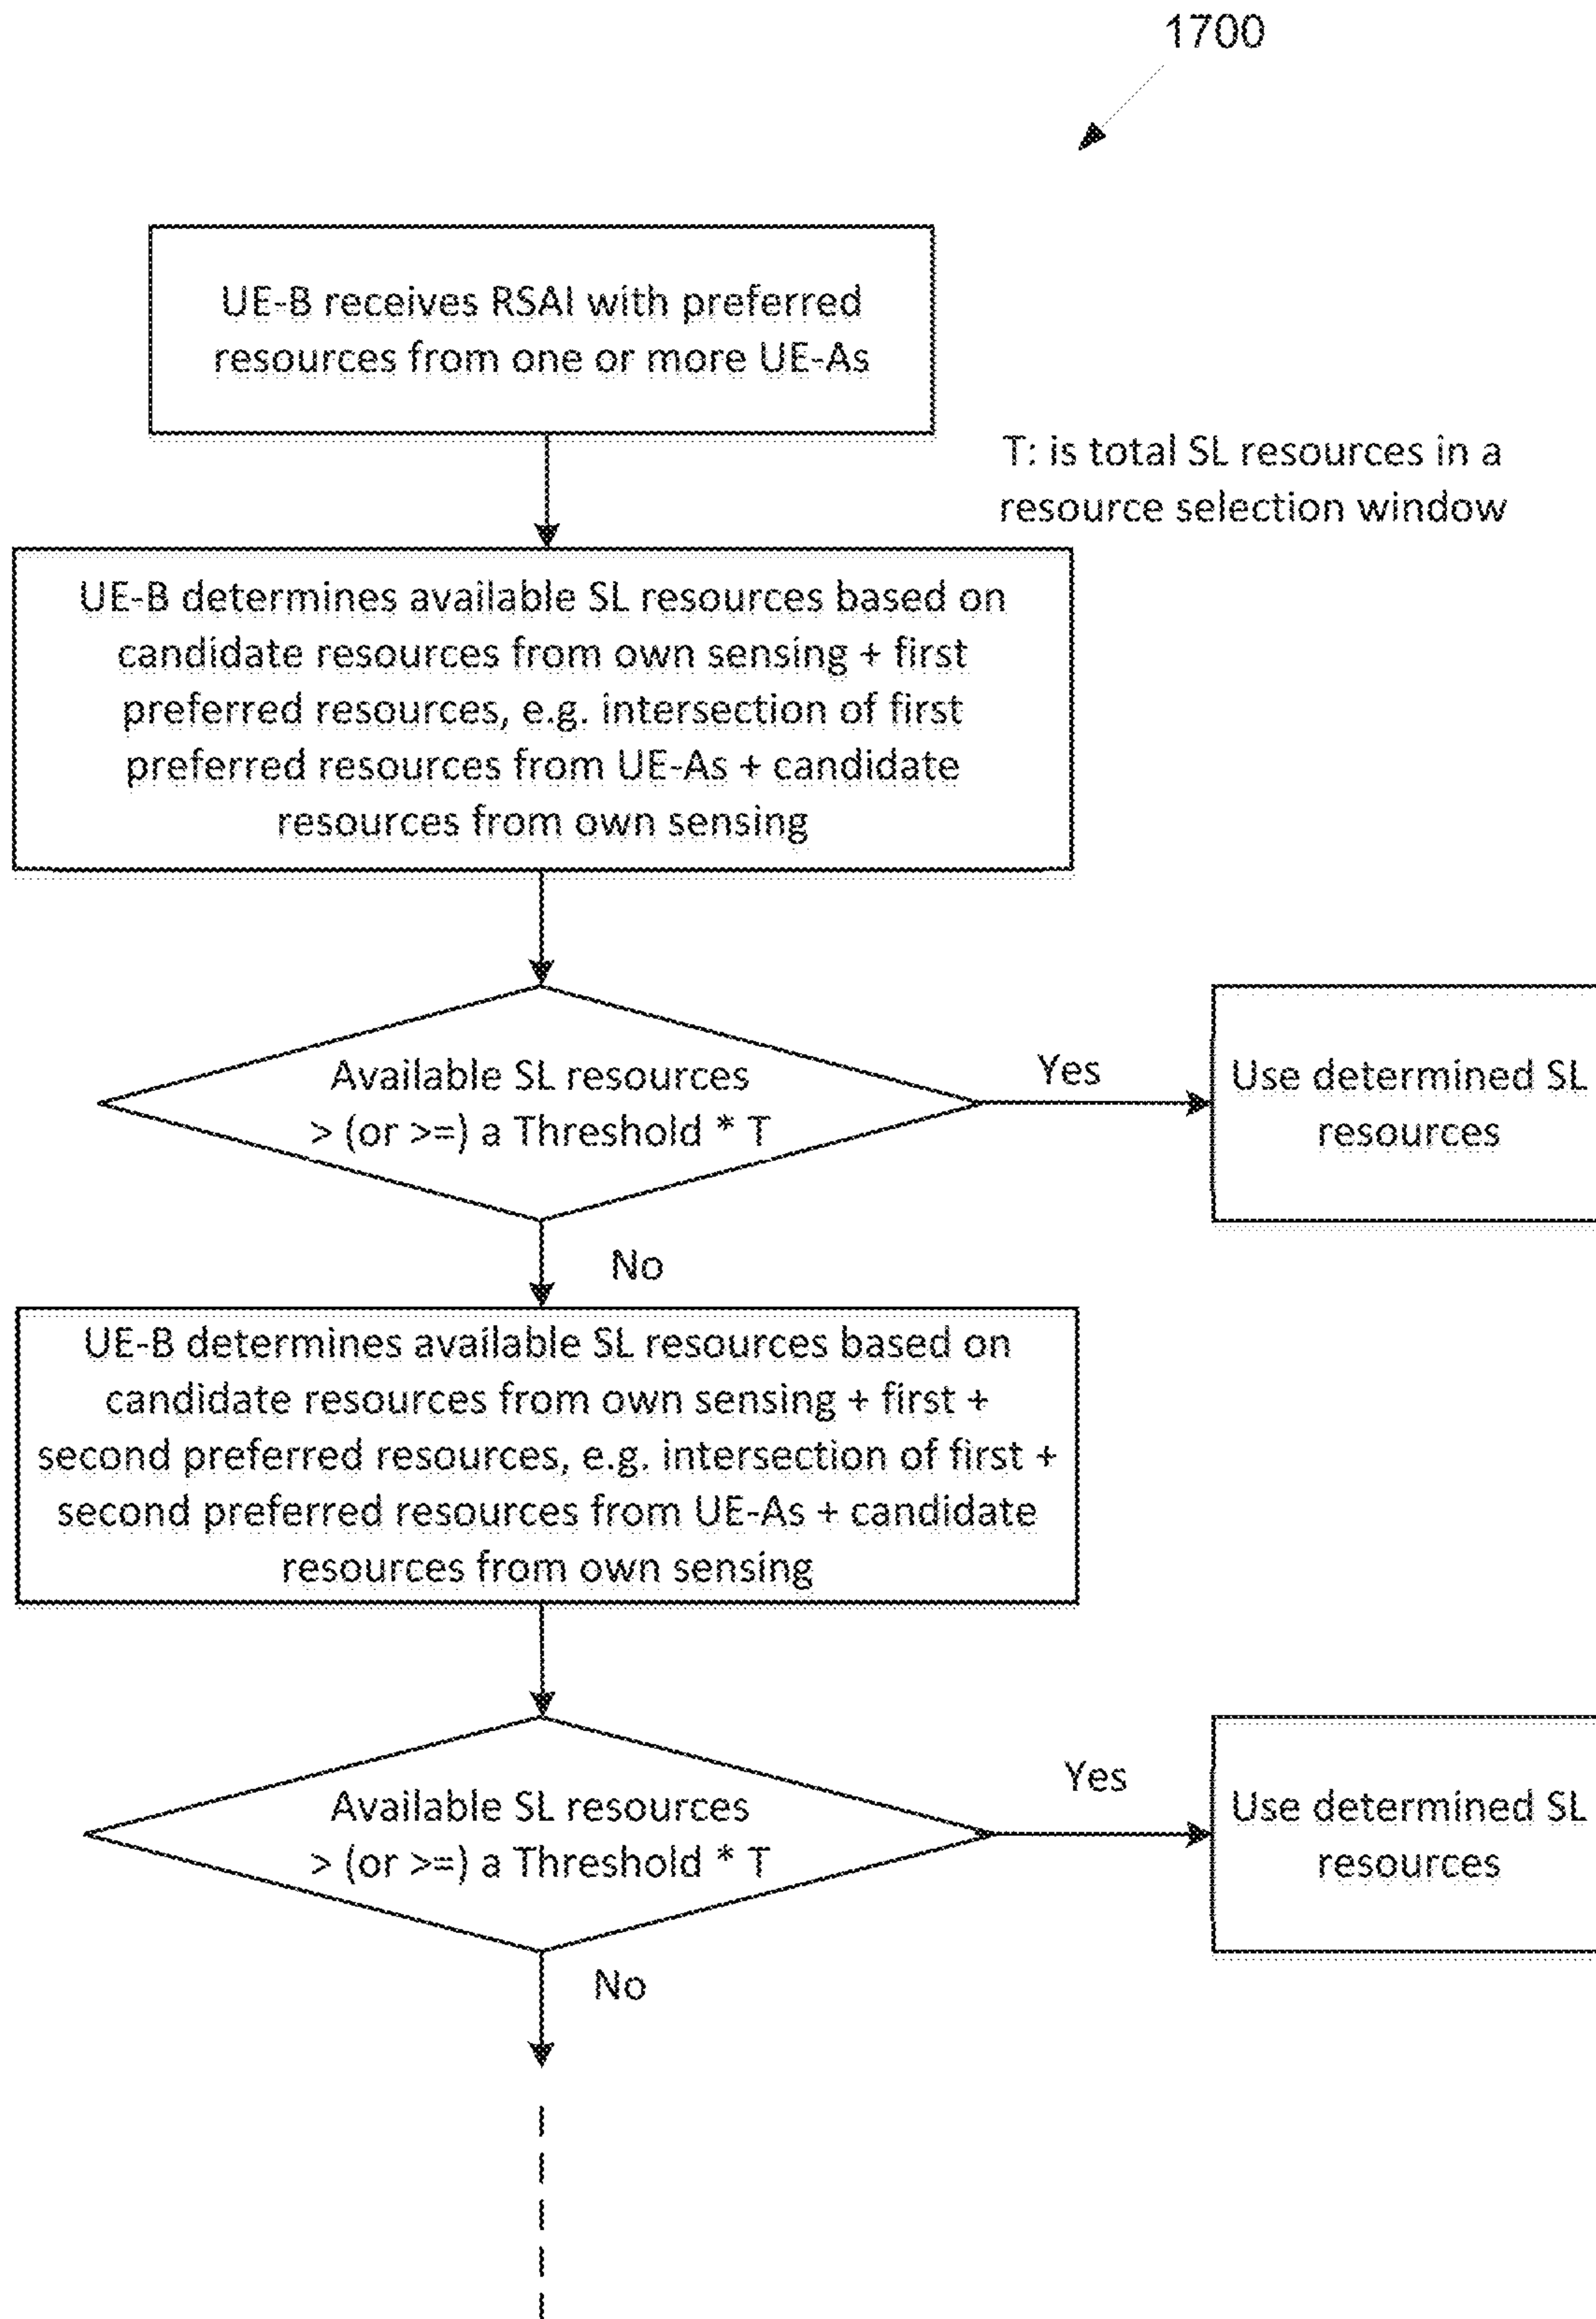 1700
UE-B receives RSAI with preferred
resources from one or more UE-As
T: is total SL resources in a
resource selection window
UE-B determines available SL resources based on
candidate resources from own sensing + first
preferred resources, e.g. intersection of first
preferred resources from UE-As + candidate
resources from own sensing
Available SL resources
> (or >=) a Threshold * T
Yes
Use determined SL
resources
No
UE-B determines available SL resources based on
candidate resources from own sensing + first +
second preferred resources, e.g. intersection of first +
second preferred resources from UE-As + candidate
resources from own sensing
Available SL resources
> (or >=) a Threshold * T
Yes
Use determined SL
resources
No